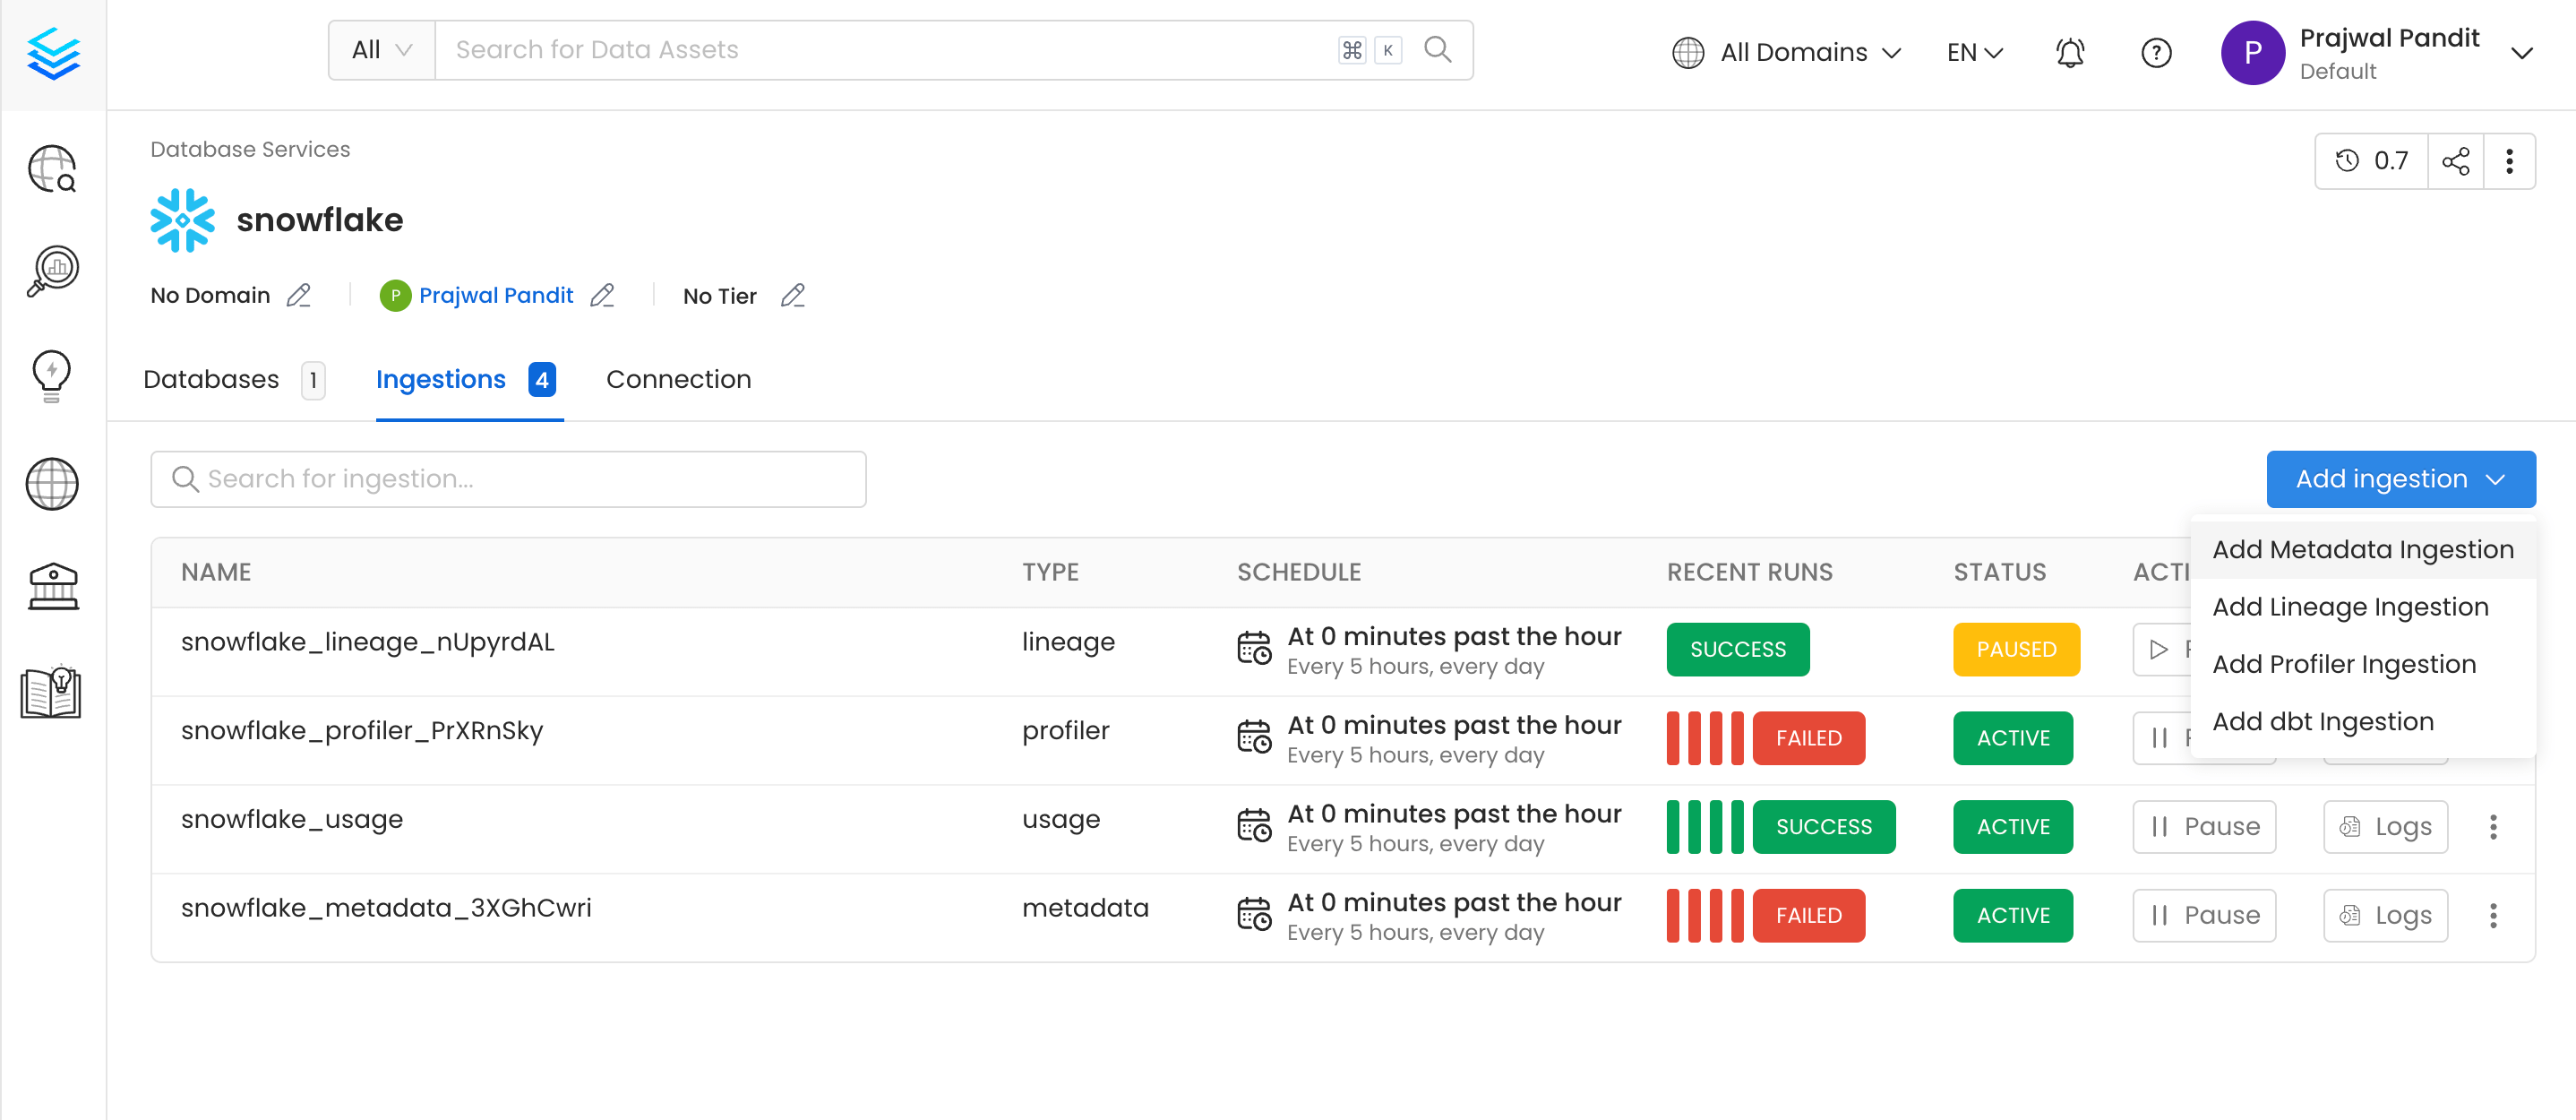 All Search for Data Assets ⌘ K All Domains EN P Prajwal Pandit
Default
Database Services
0.7
snowflake
No Domain P Prajwal Pandit No Tier
Databases 1 Ingestions 4 Connection
Search for ingestion... Add ingestion
Add Metadata Ingestion
Add Lineage Ingestion
Add Profiler Ingestion
Add dbt Ingestion
NAME TYPE SCHEDULE RECENT RUNS STATUS ACTI
snowflake_lineage_nUpyrdAL lineage At 0 minutes past the hour SUCCESS PAUSED
Every 5 hours, every day
snowflake_profiler_PrXRnSky profiler At 0 minutes past the hour FAILED ACTIVE
Every 5 hours, every day
snowflake_usage usage At 0 minutes past the hour SUCCESS ACTIVE Pause Logs
Every 5 hours, every day
snowflake_metadata_3XGhCwri metadata At 0 minutes past the hour FAILED ACTIVE Pause Logs
Every 5 hours, every day